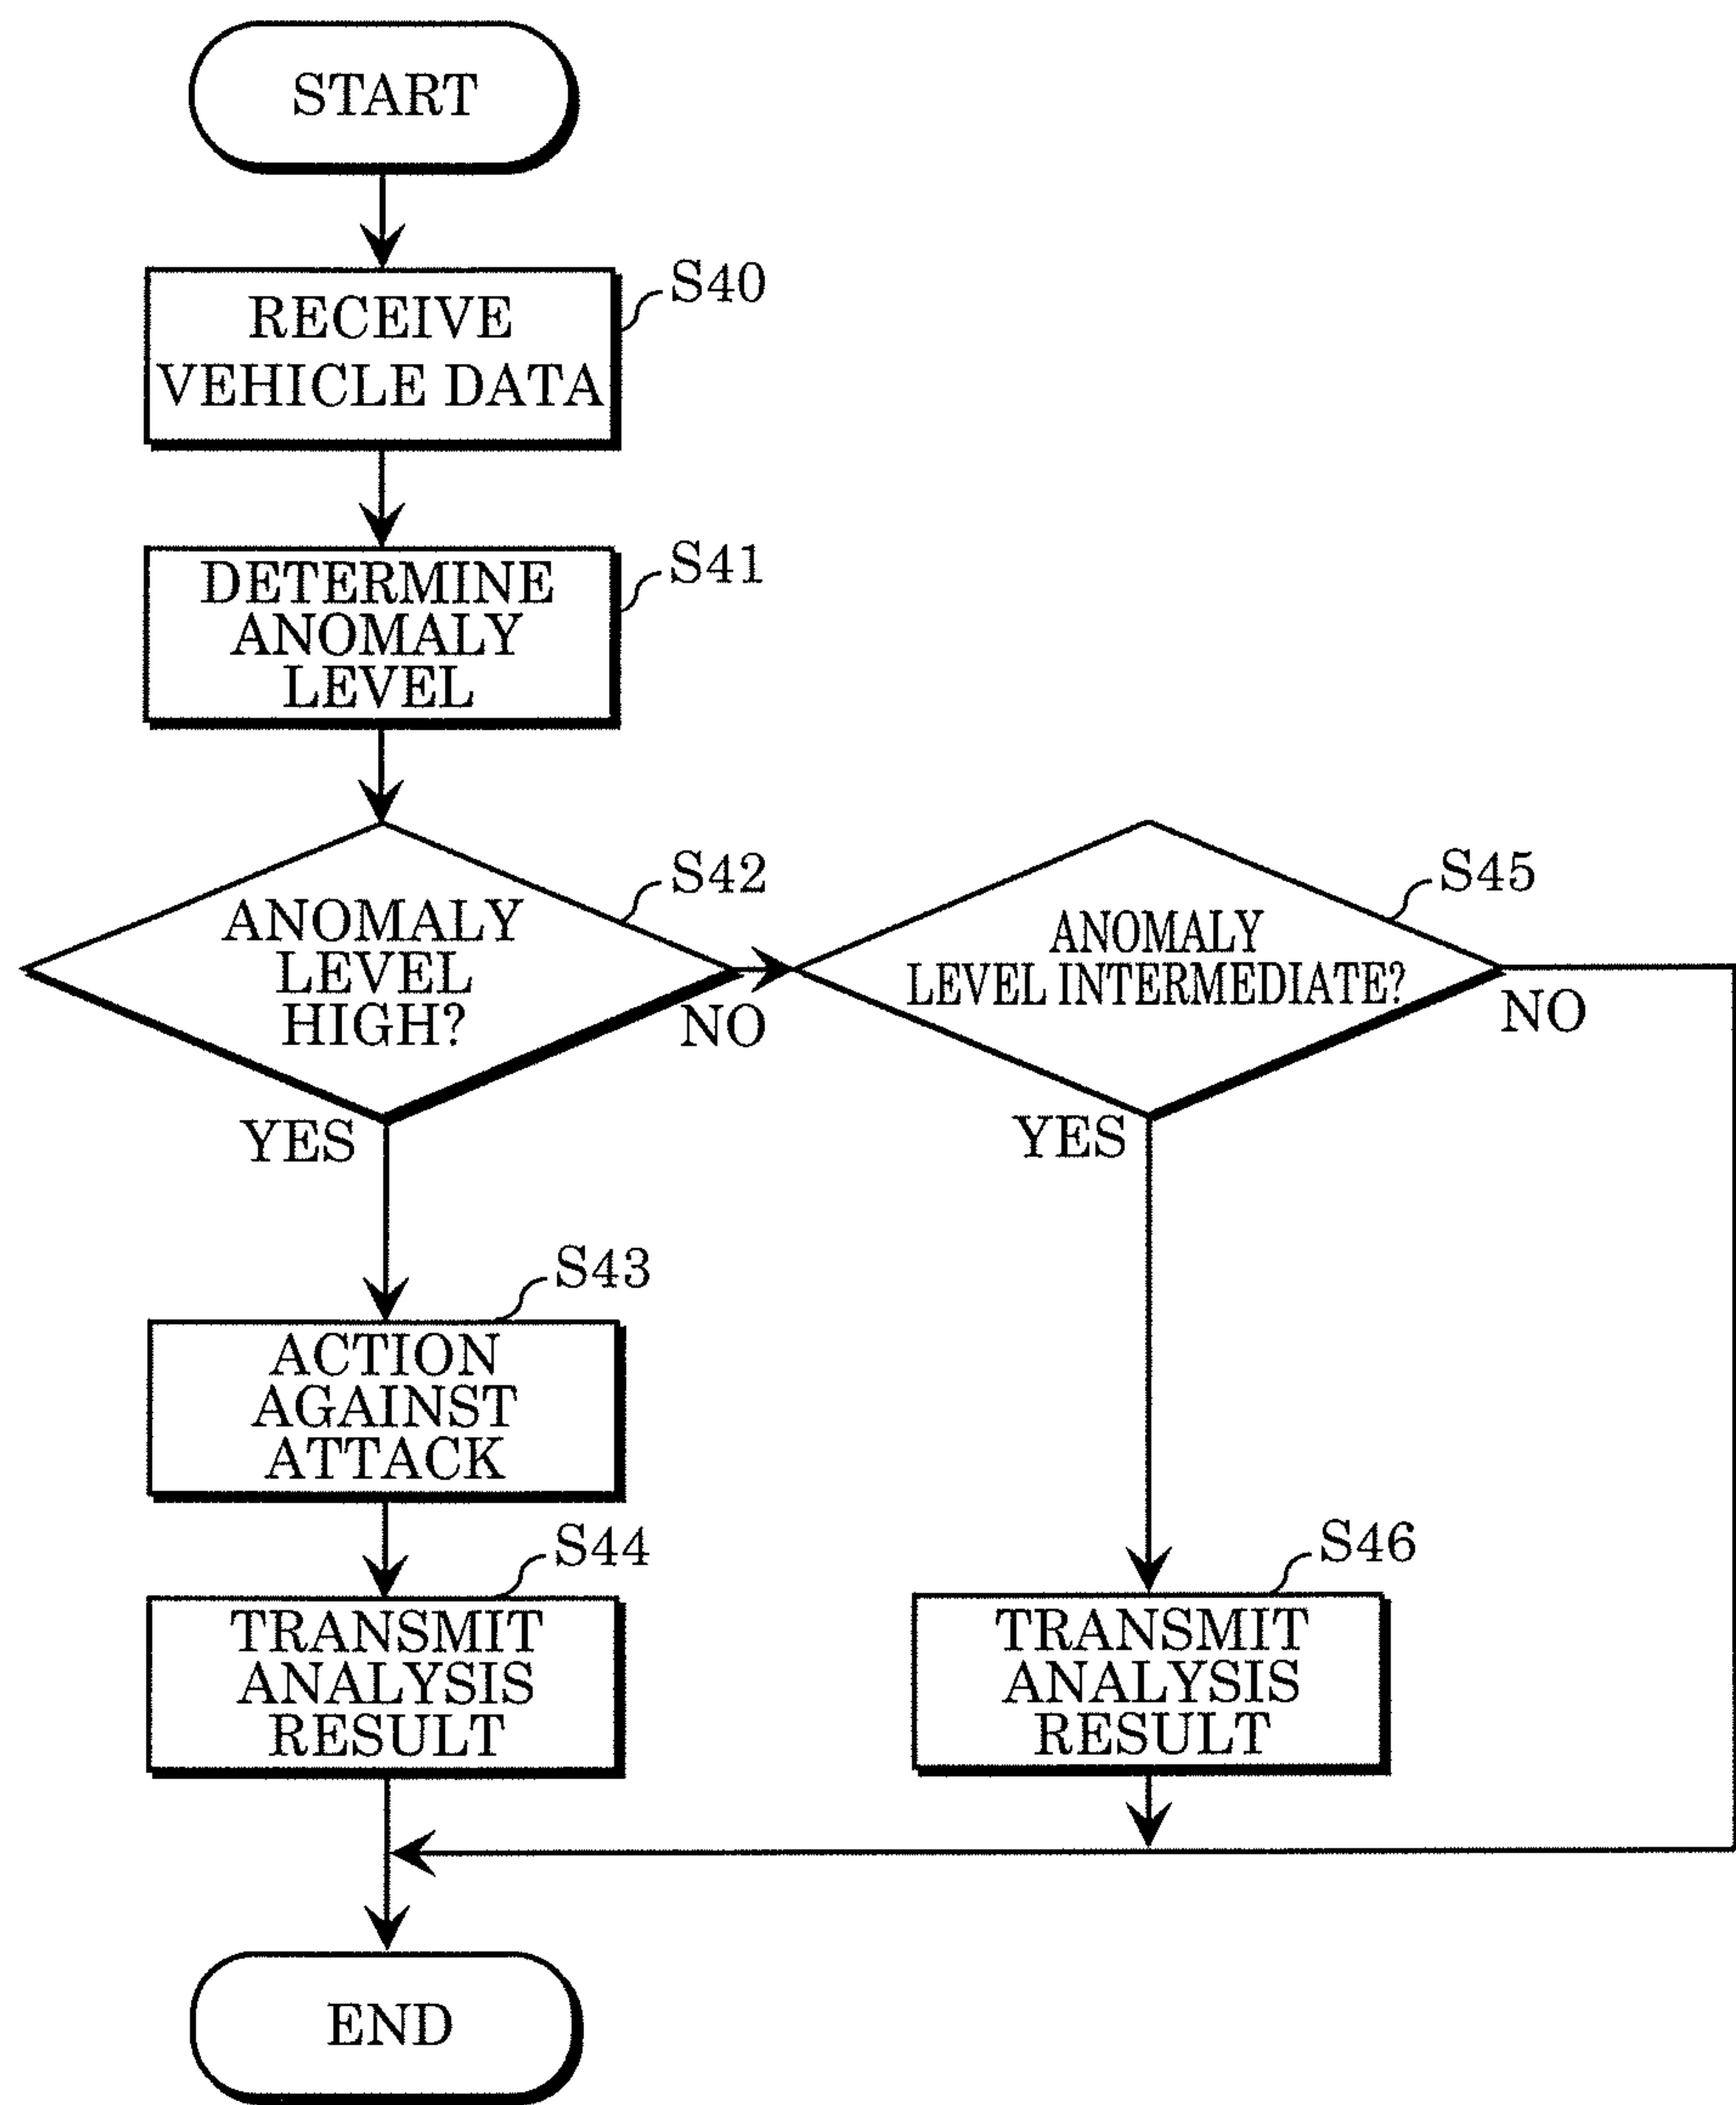 START
RECEIVE
VEHICLE DATA
S40
DETERMINE
ANOMALY
LEVEL
S41
ANOMALY
LEVEL
HIGH?
S42
NO
YES
ANOMALY
LEVEL INTERMEDIATE?
S45
NO
YES
ACTION
AGAINST
ATTACK
S43
TRANSMIT
ANALYSIS
RESULT
S44
TRANSMIT
ANALYSIS
RESULT
S46
END